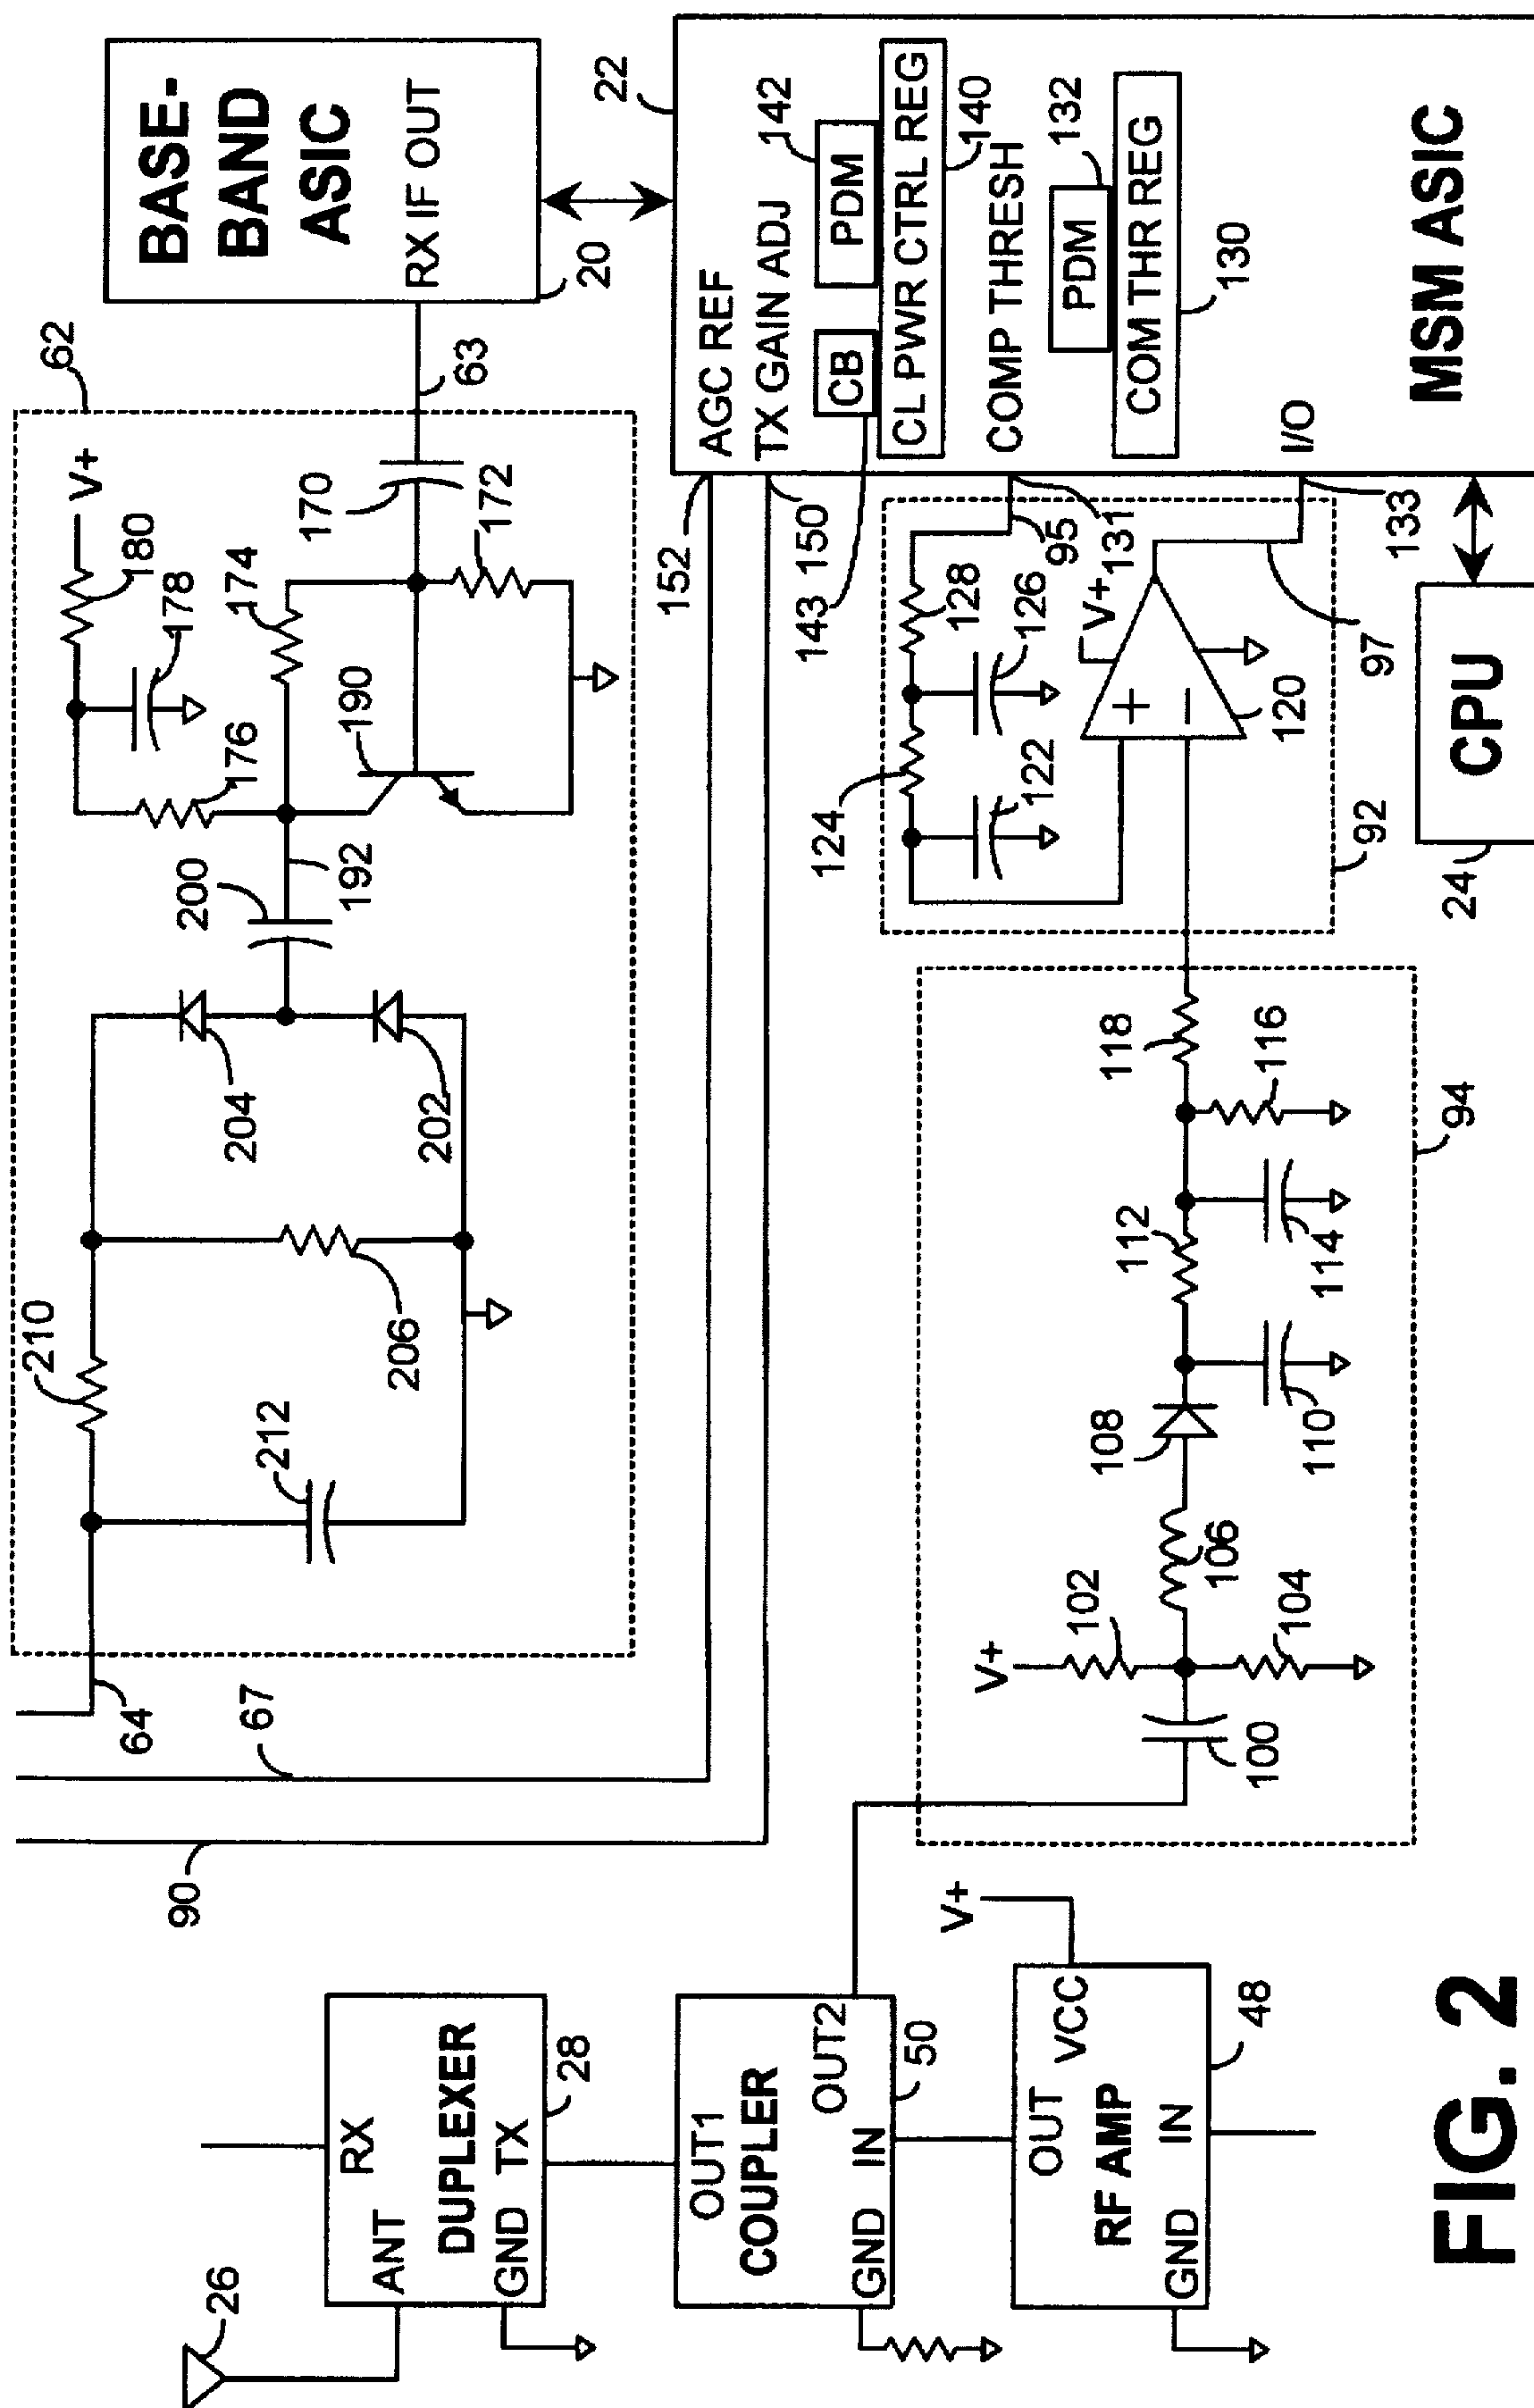 26
RX
ANT
DUPLEXER
GND TX
28
OUT1
COUPLER
OUT2
GND IN
50
V+
OUT
VCC
RF AMP
GND IN
48
90
67
64
62
210
212
206
204
202
200
192
176
178
180
V+
174
190
170
172
63
BASE-
BAND
ASIC
RX IF OUT
20
22
152
150
AGC REF
TX GAIN ADJ
142
CB
PDM
143
CL PWR CTRL REG
140
COMP THRESH
132
PDM
COM THR REG
130
I/O
MSM ASIC
95
131
133
97
124
122
128
126
V+
+
–
120
92
94
V+
102
104
100
106
108
110
112
114
118
116
CPU
24
FIG. 2